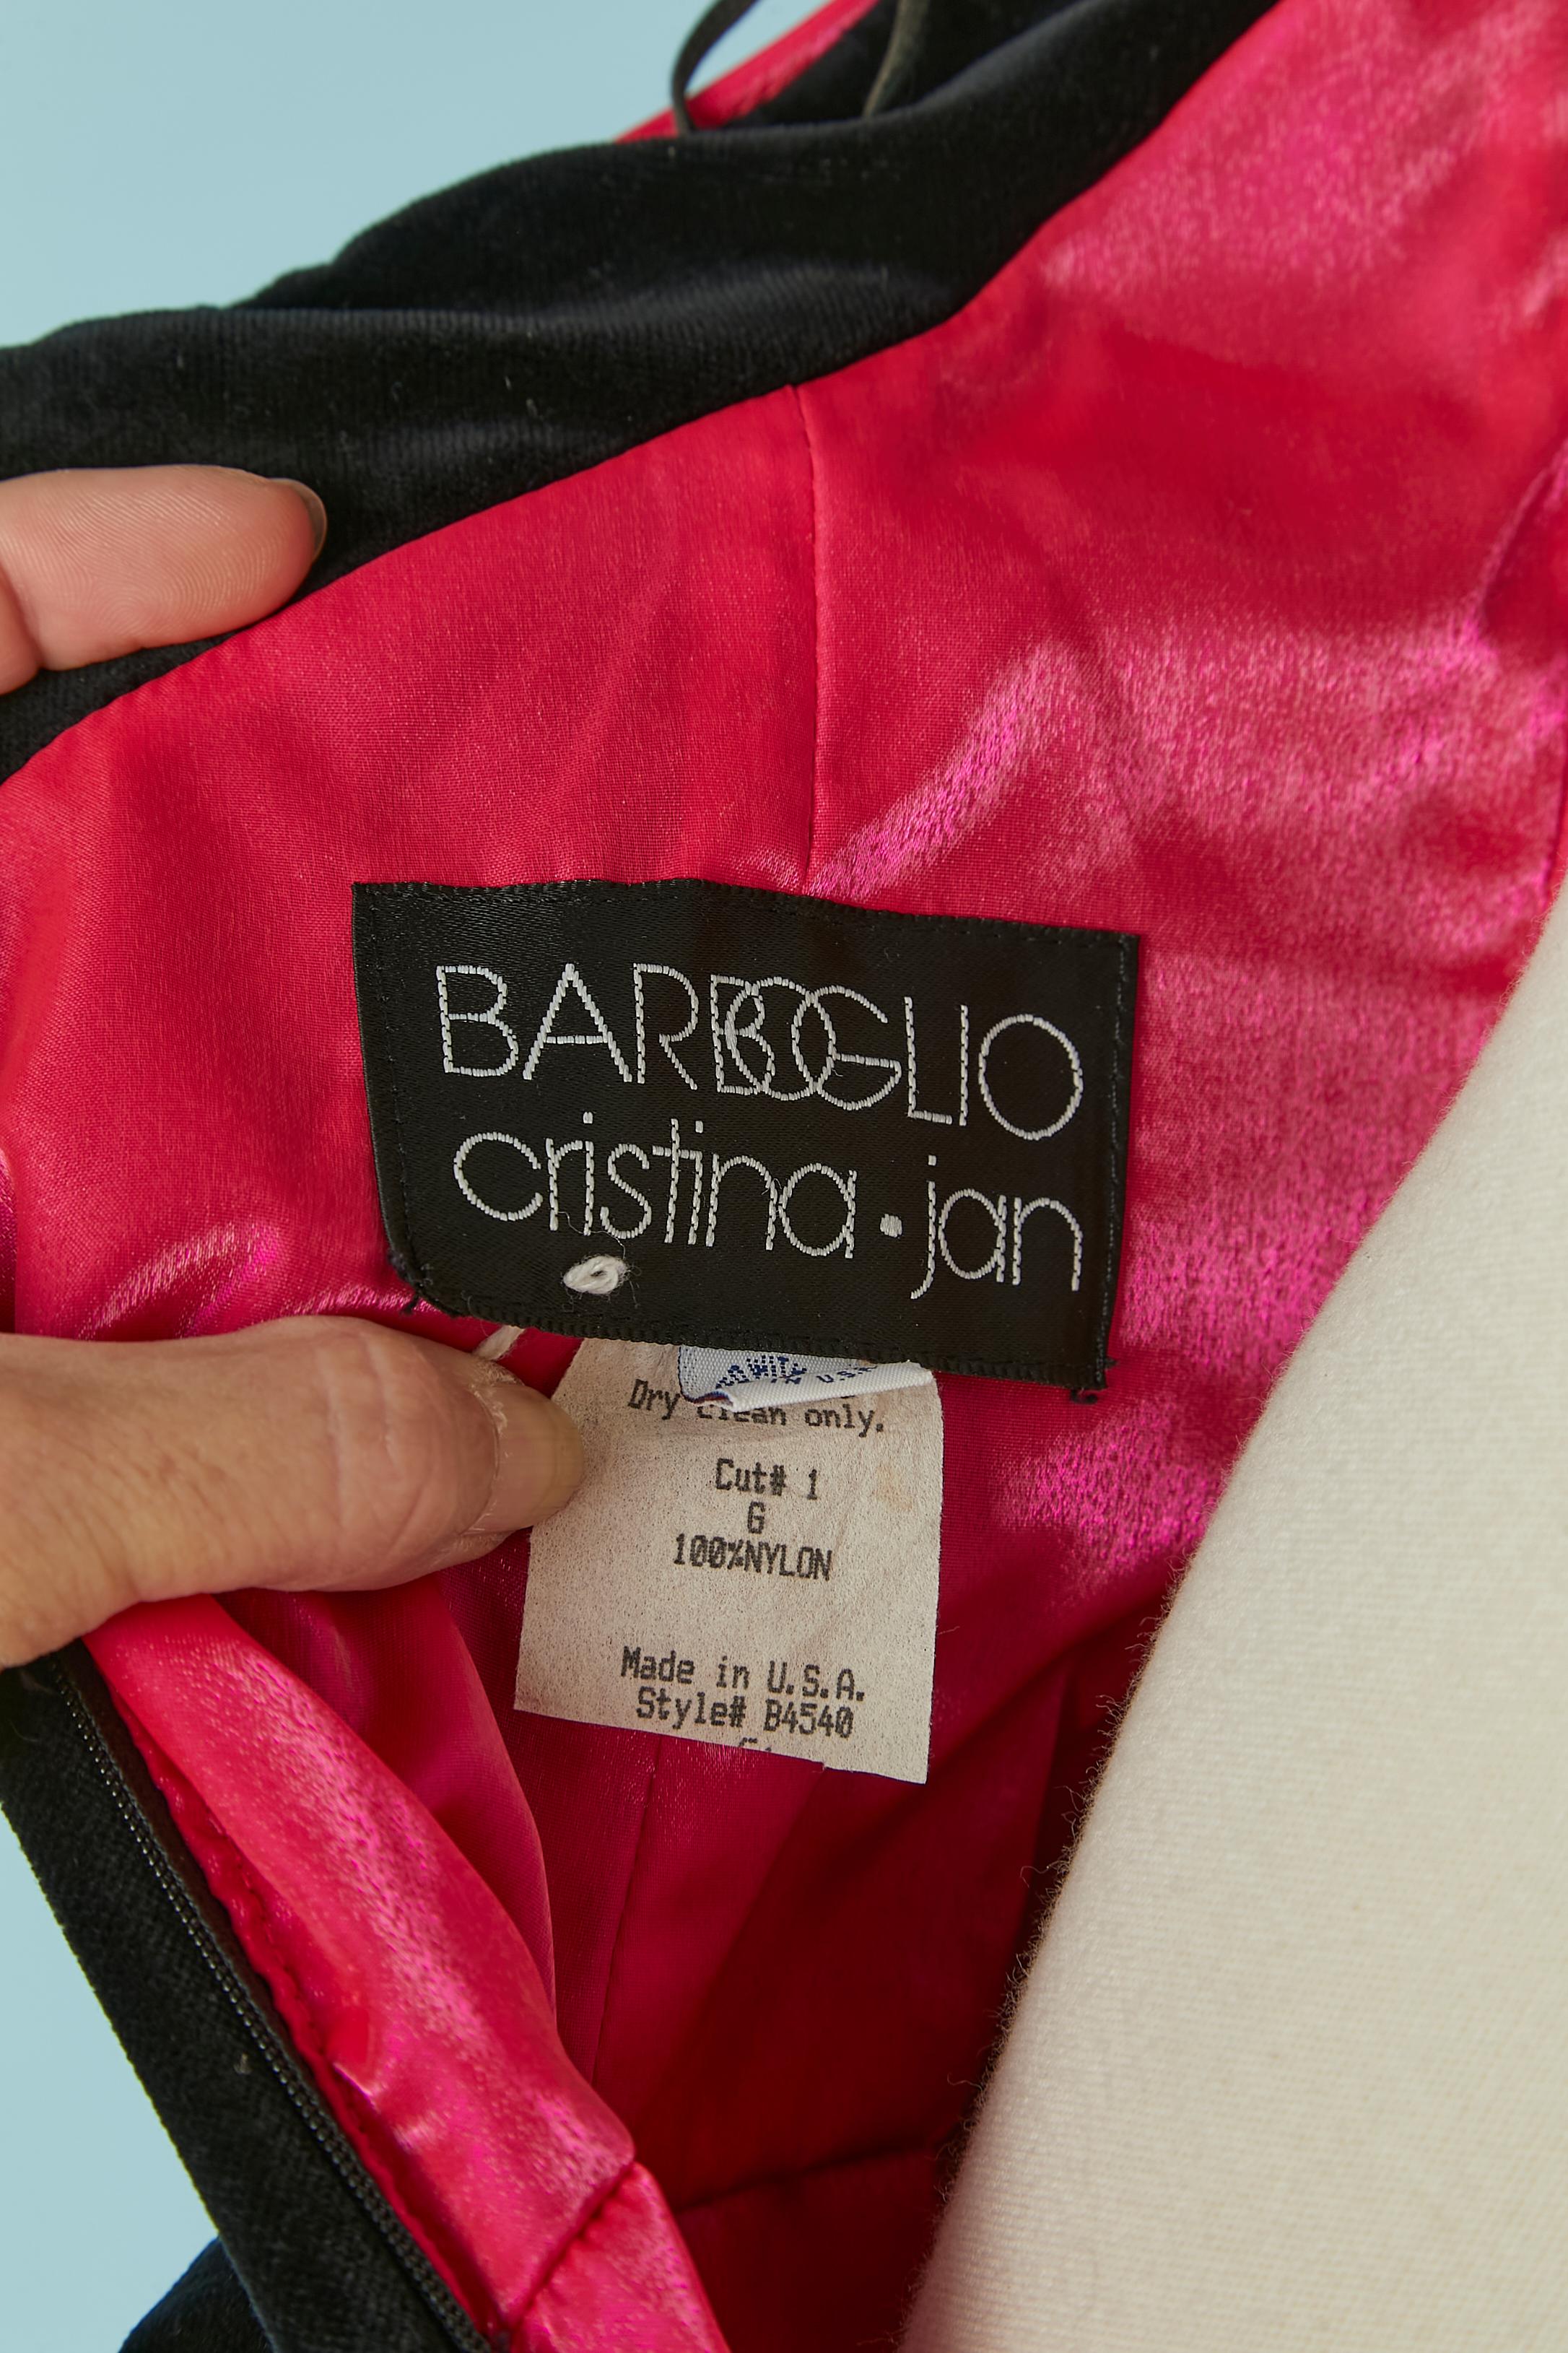 BARBOGLIO
cristina • jan
U.S.
Dry clean only.
Cut# 1
G
100%NYLON
Made in U.S.A.
Style# B4540